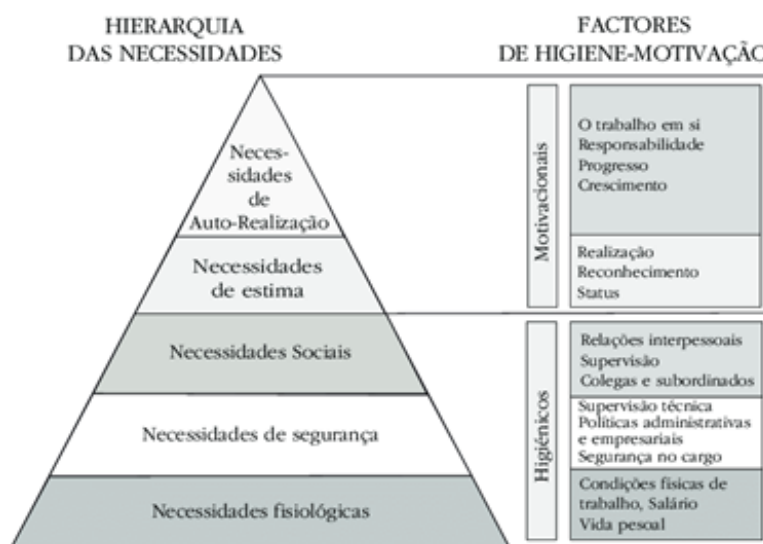 HIERARQUIA
DAS NECESSIDADES
Neces-
sidades
de
Auto-Realização
Necessidades
de estima
Necessidades Sociais
Necessidades de segurança
Necessidades fisiológicas
FACTORES
DE HIGIENE-MOTIVAÇÃO
Motivacionais
O trabalho em si
Responsabilidade
Progresso
Crescimento
Realização
Reconhecimento
Status
Higiénicos
Relações interpessoais
Supervisão
Colegas e subordinados
Supervisão técnica
Políticas administrativas
e empresariais
Segurança no cargo
Condições físicas de
trabalho, Salário
Vida pesoal